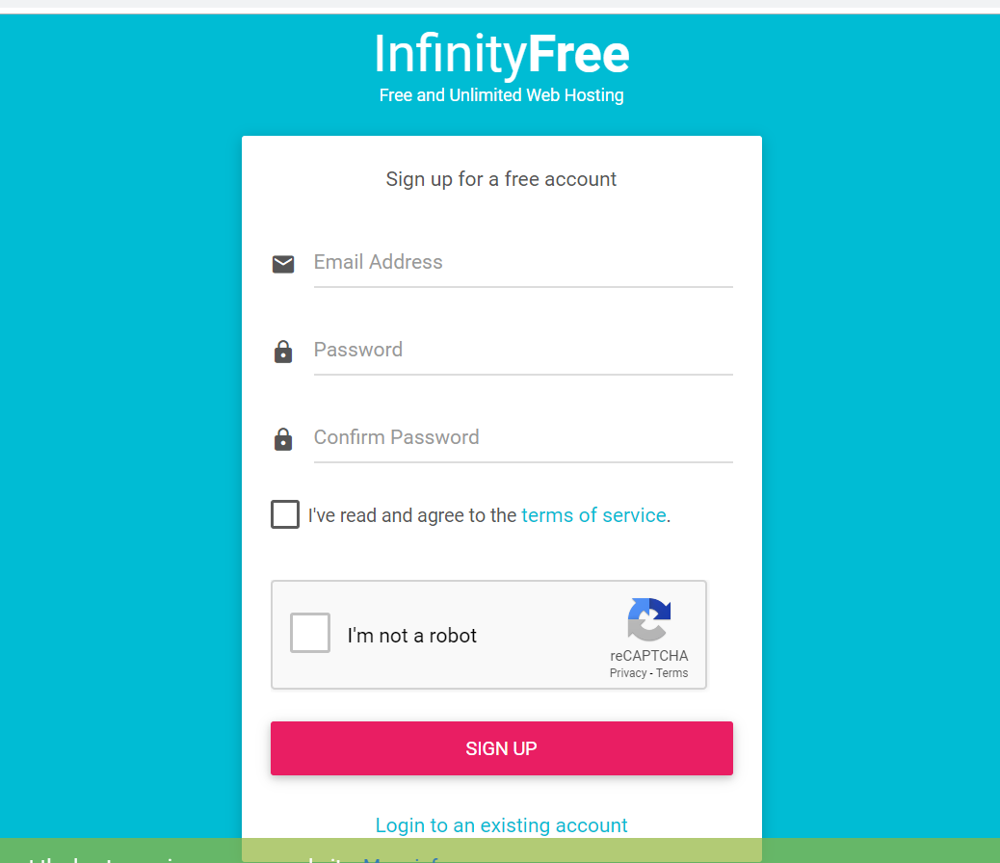 InfinityFree
Free and Unlimited Web Hosting
Sign up for a free account
Email Address
Password
Confirm Password
I've read and agree to the terms of service.
I'm not a robot
reCAPTCHA
Privacy - Terms
SIGN UP
Login to an existing account